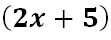 (2x + 5)